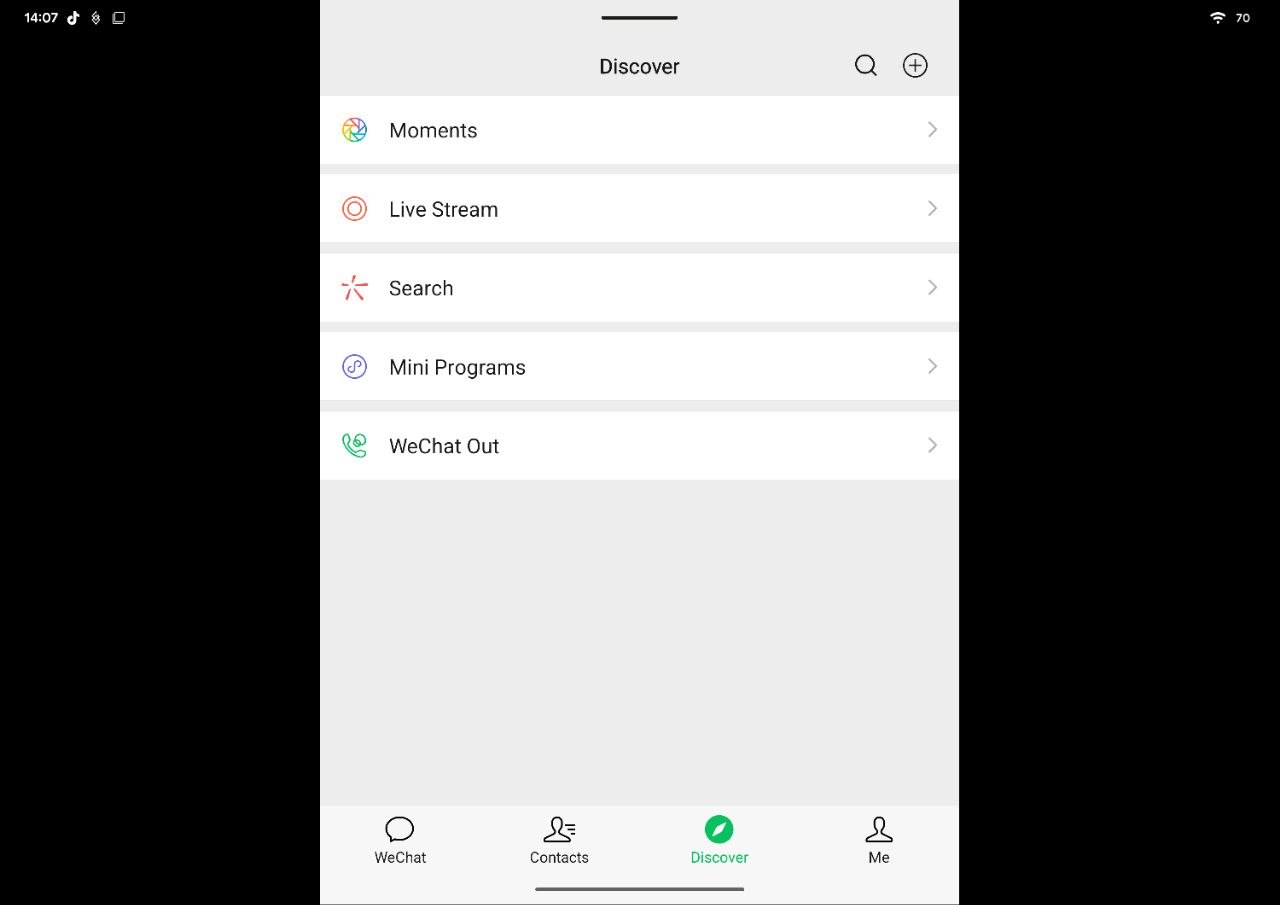 14:07
70
Discover
Moments
Live Stream
Search
Mini Programs
WeChat Out
WeChat
Contacts
Discover
Me